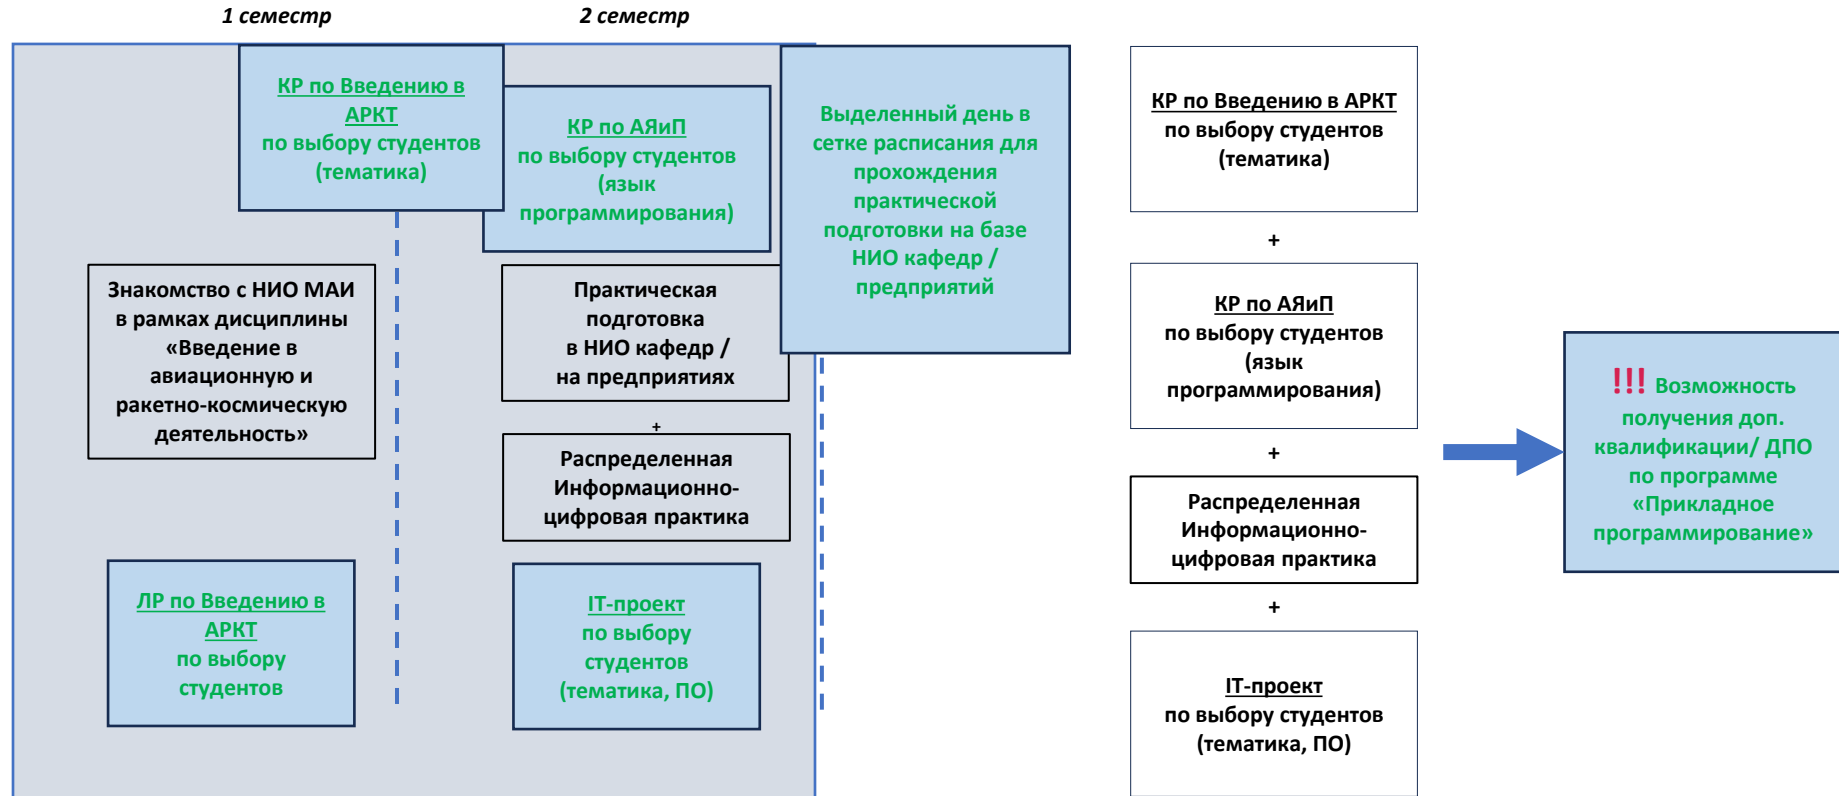 1 семестр
2 семестр
КР по Введению в
АРКТ
по выбору студентов
(тематика)
КР по АЯиП
по выбору студентов
(язык
программирования)
Выделенный день в
сетке расписания для
прохождения
практической
подготовки на базе
НИО кафедр /
предприятий
Знакомство с НИО МАИ
в рамках дисциплины
«Введение в
авиационную и
ракетно-космическую
деятельность»
Практическая
подготовка
в НИО кафедр /
на предприятиях
+
Распределенная
Информационно-
цифровая практика
ЛР по Введению в
АРКТ
по выбору
студентов
IT-проект
по выбору
студентов
(тематика, ПО)
КР по Введению в АРКТ
по выбору студентов
(тематика)
+
КР по АЯиП
по выбору студентов
(язык
программирования)
+
Распределенная
Информационно-
цифровая практика
+
IT-проект
по выбору студентов
(тематика, ПО)
!!! Возможность
получения доп.
квалификации/ ДПО
по программе
«Прикладное
программирование»